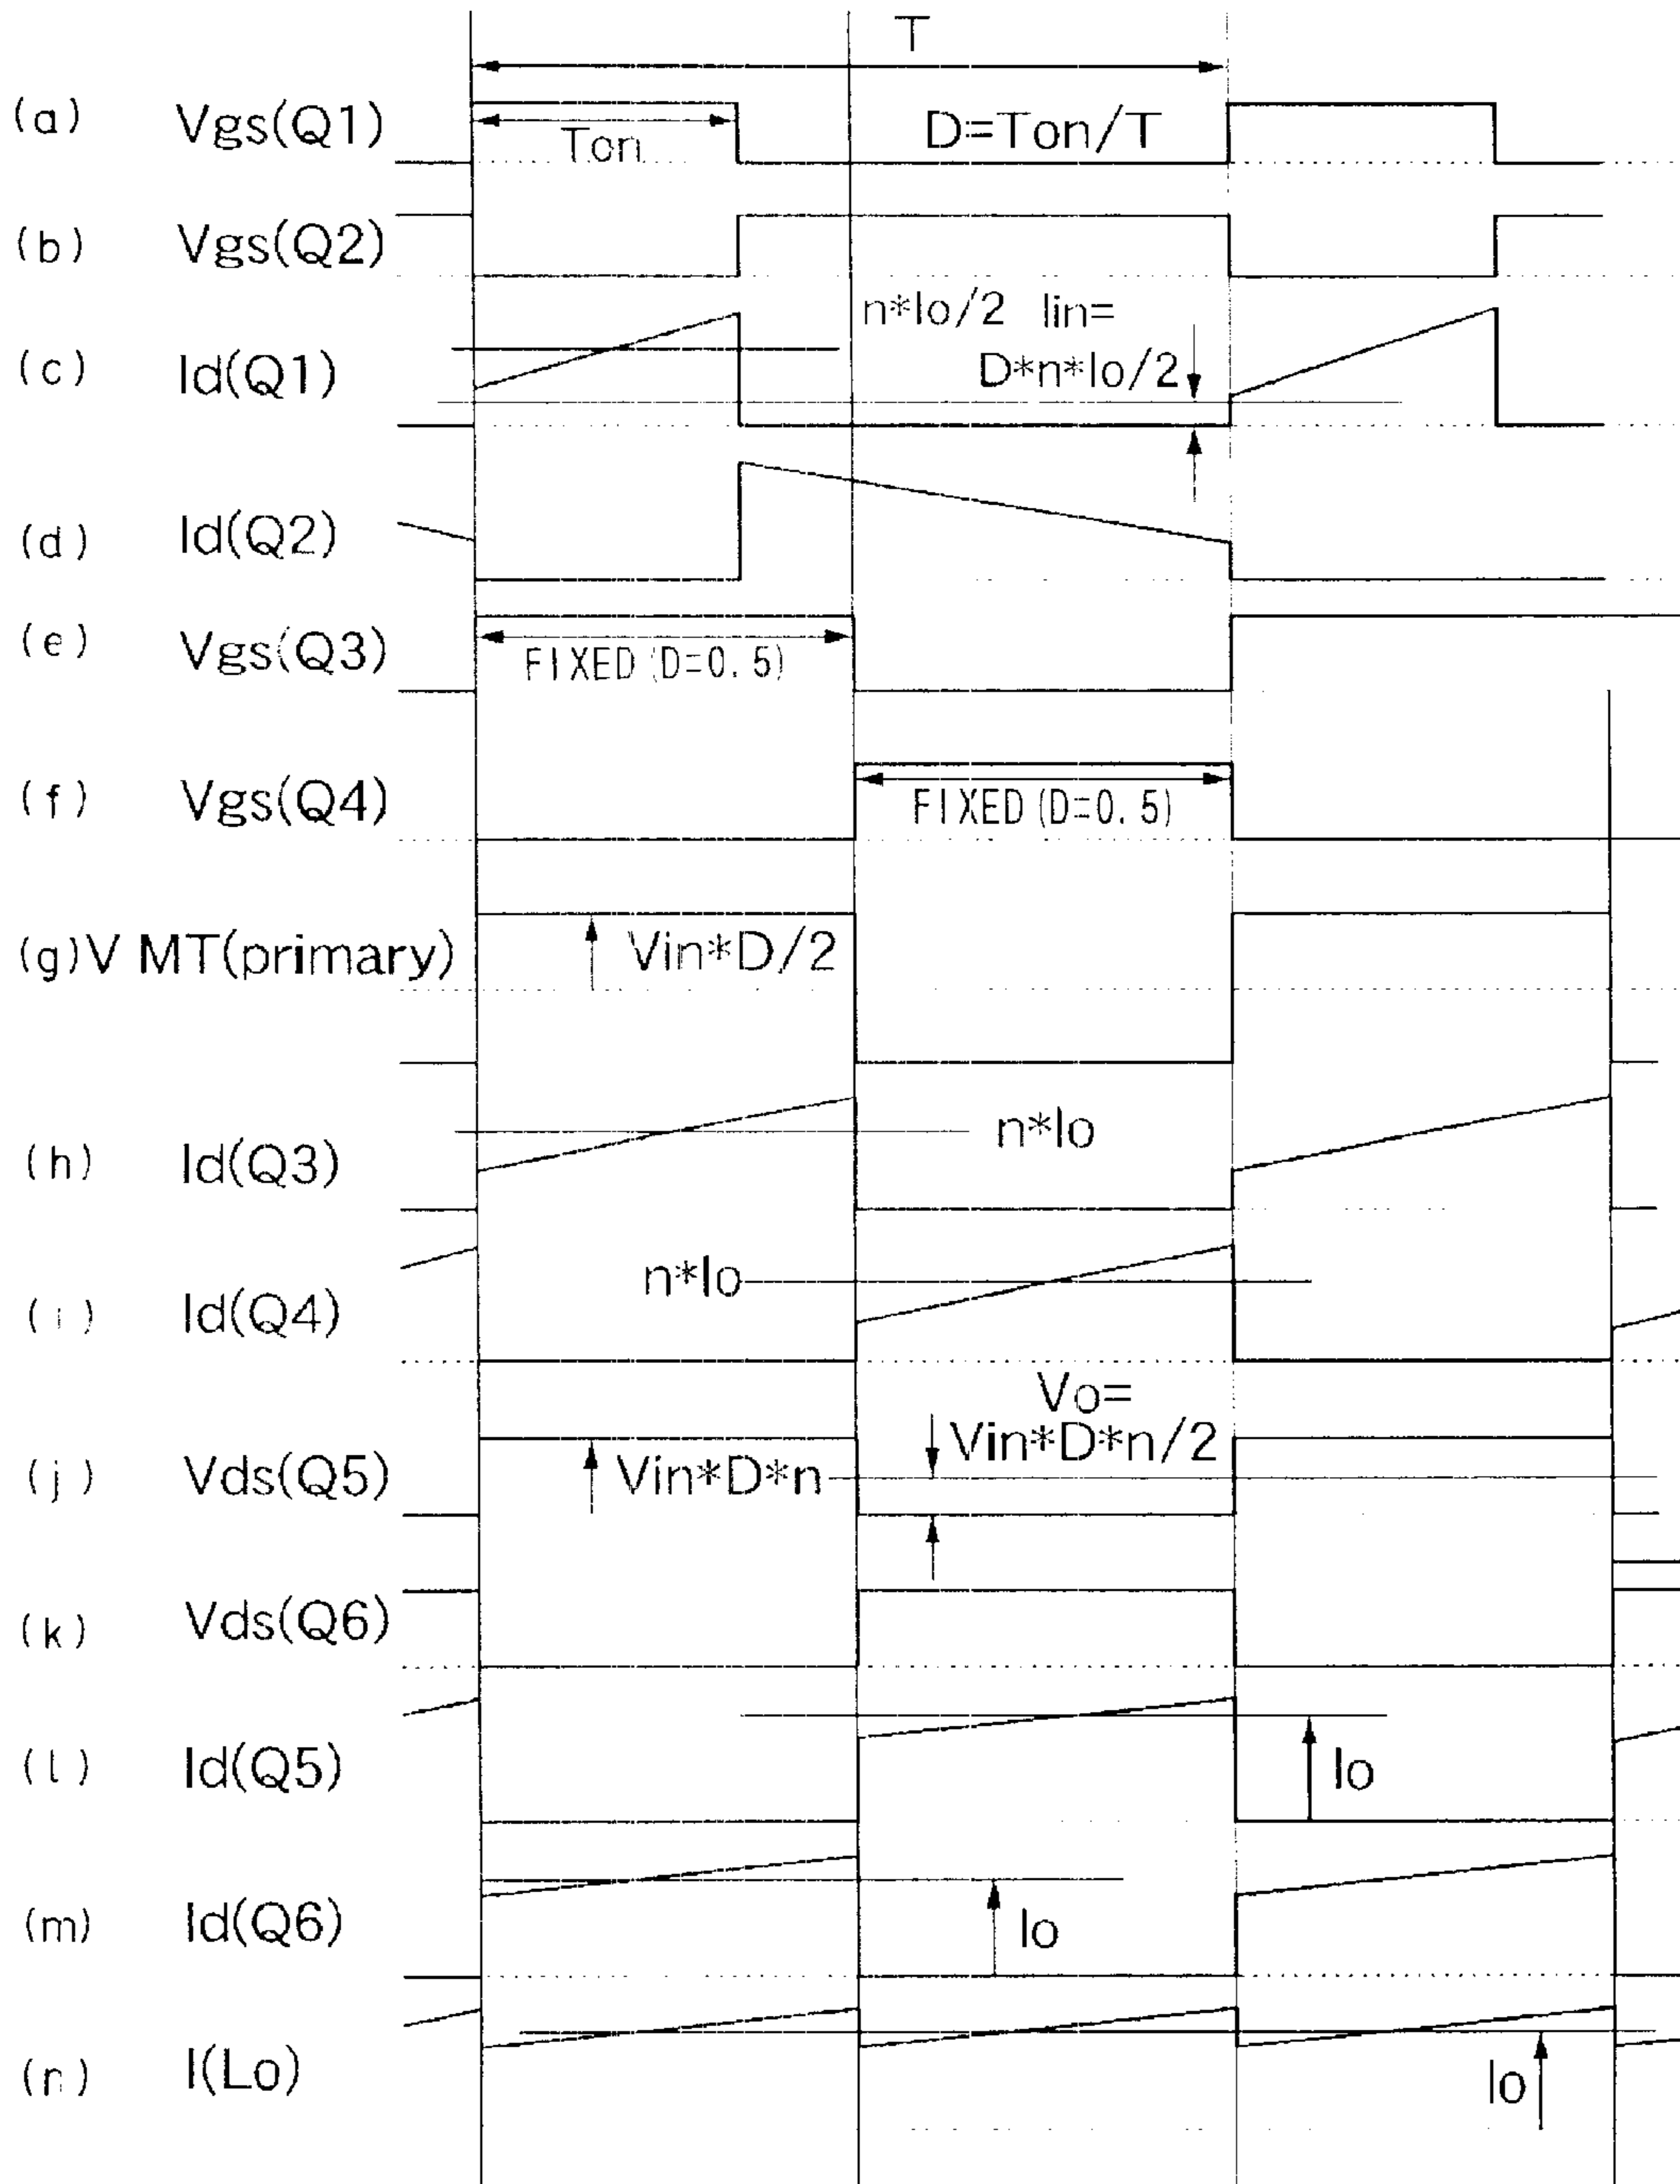 T
(a) Vgs(Q1)
Ton
D=Ton/T
(b) Vgs(Q2)
n*Io/2 Iin=
D*n*Io/2
(c) Id(Q1)
(d) Id(Q2)
(e) Vgs(Q3)
FIXED (D=0.5)
(f) Vgs(Q4)
FIXED (D=0.5)
(g) V MT(primary)
Vin*D/2
(h) Id(Q3)
n*Io
(i) Id(Q4)
n*Io
Vo=
Vin*D*n/2
(j) Vds(Q5)
Vin*D*n
(k) Vds(Q6)
(l) Id(Q5)
Io
(m) Id(Q6)
Io
(n) I(Lo)
Io